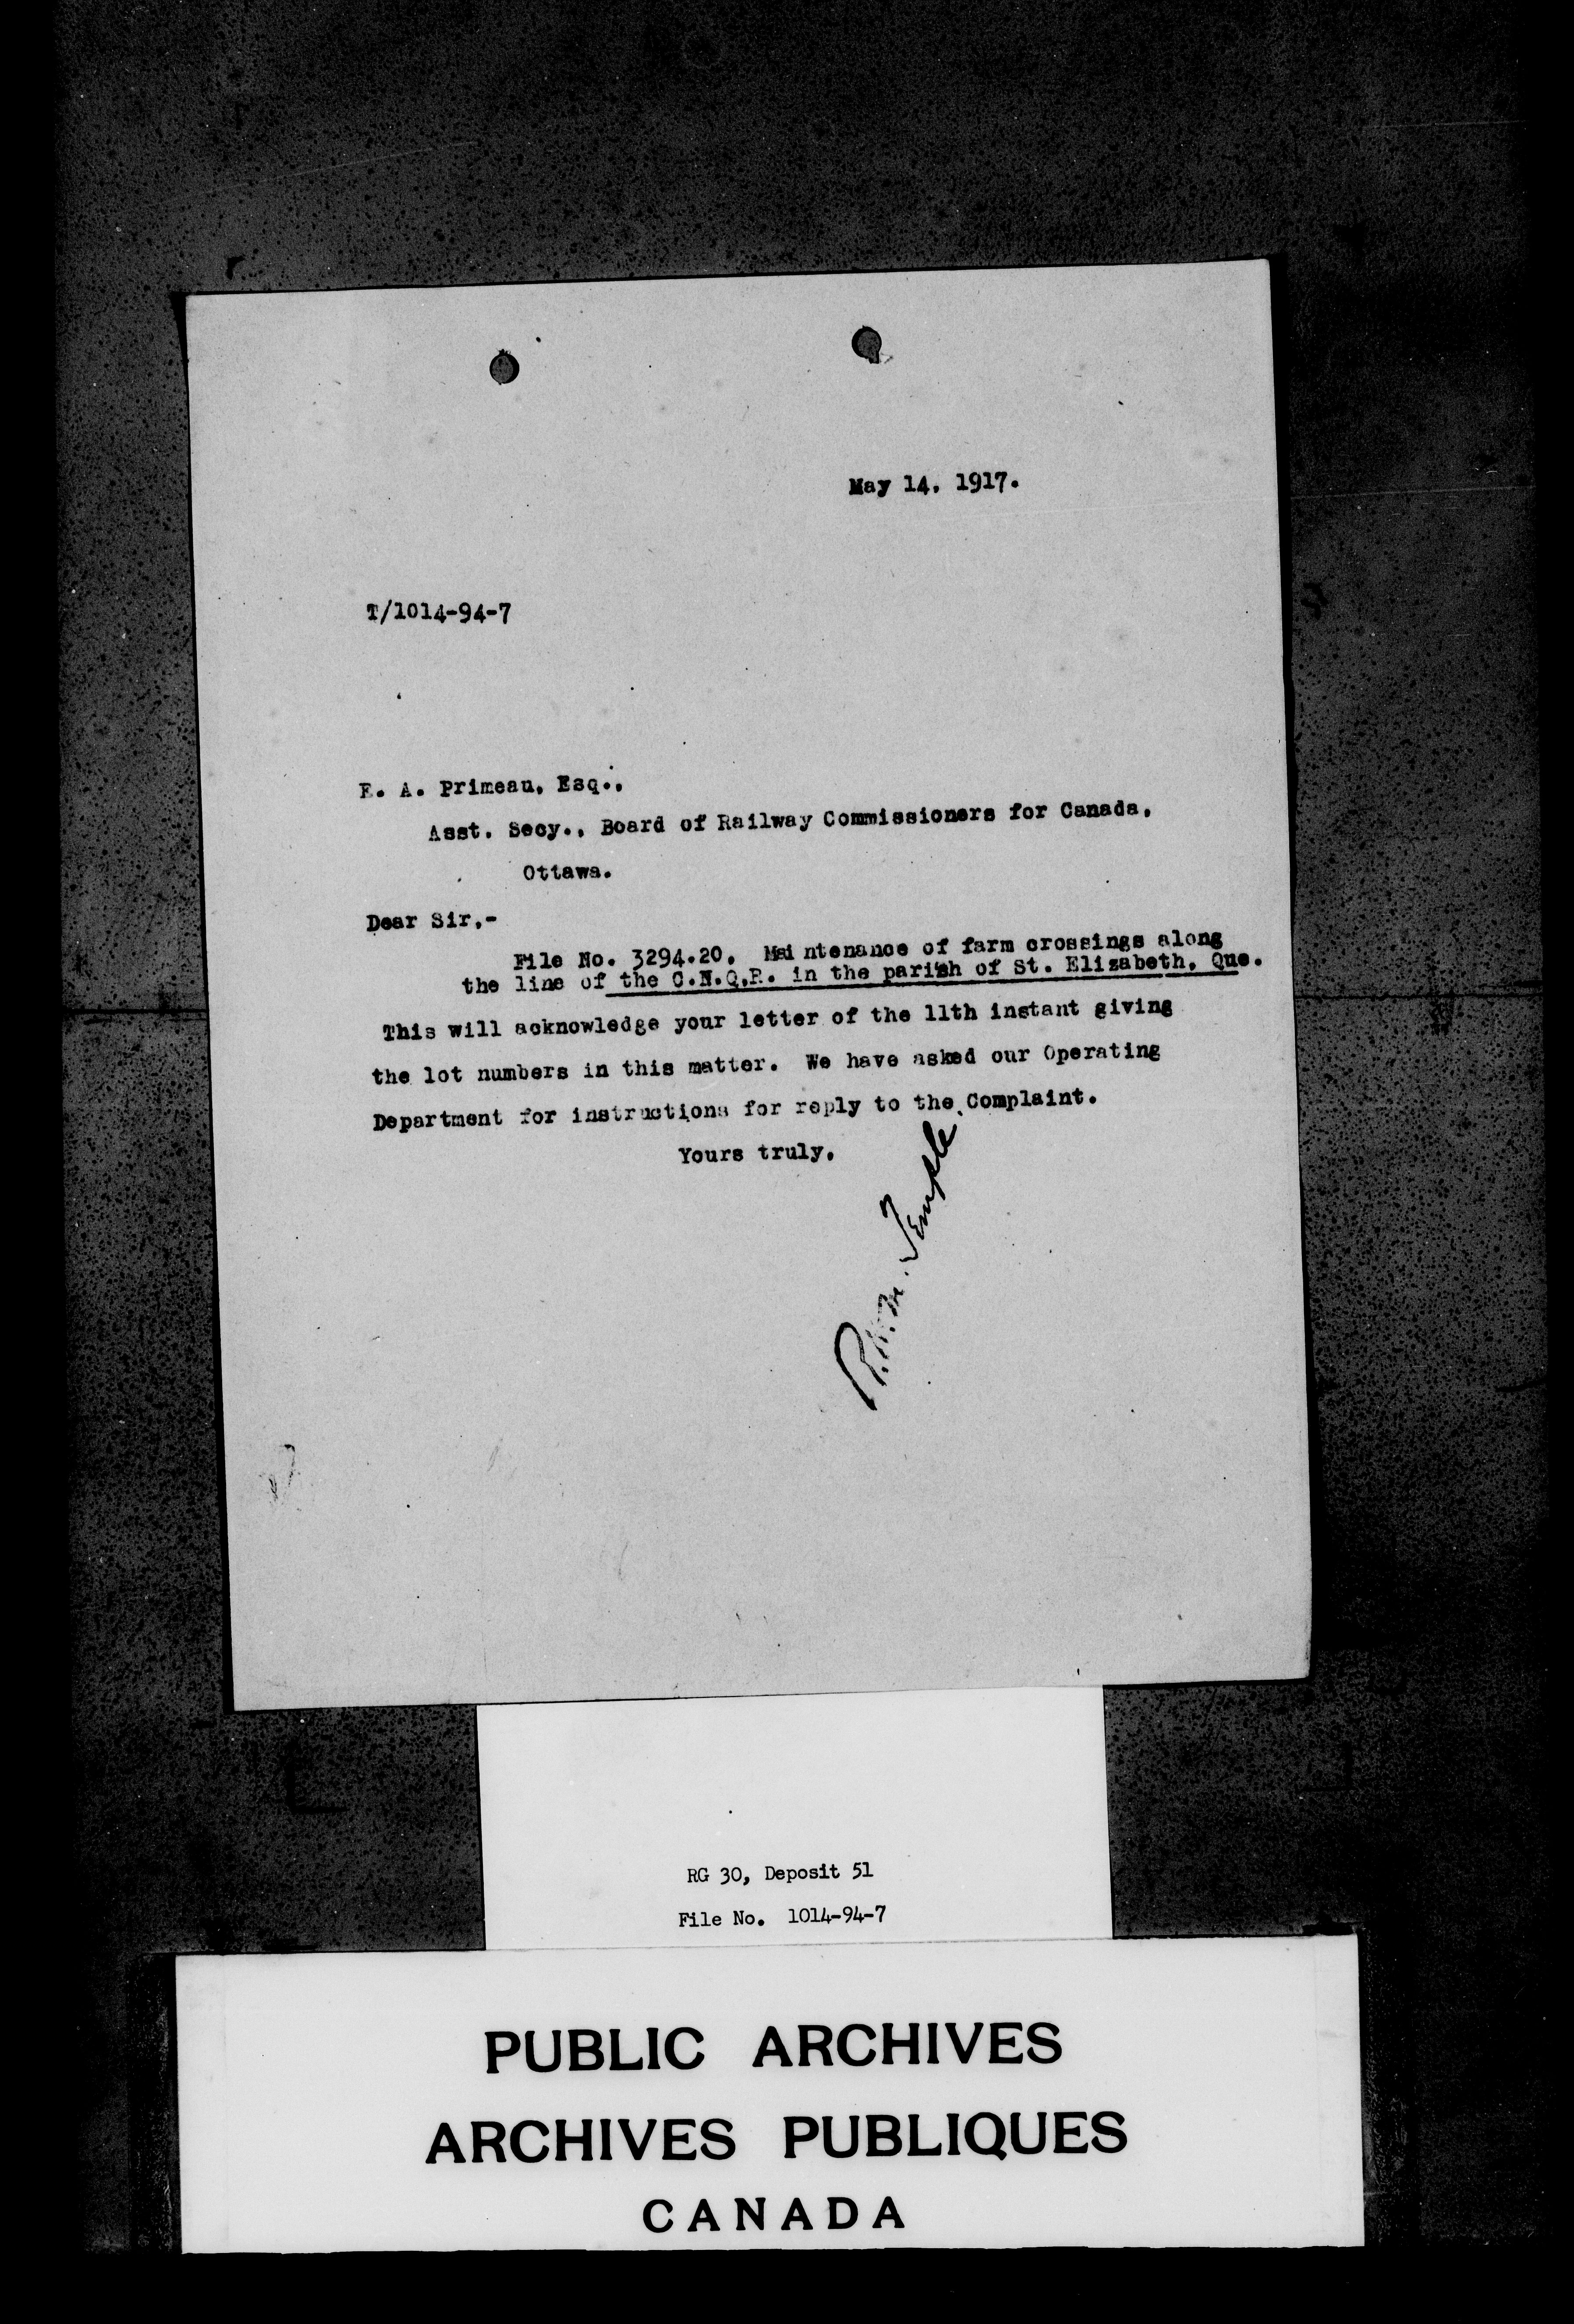 May 14, 1917.
T/1014-94-7
E. A. Primeau, Esq.,
Asst. Secy., Board of Railway Commissioners for Canada,
Ottawa.
Dear Sir,-
File No. 3294.20. Maintenance of farm crossings along
the line of the C.N.Q.R. in the parish of St. Elizabeth, Que.
This will acknowledge your letter of the 11th instant giving
the lot numbers in this matter. We have asked our Operating
Department for instructions for reply to the Complaint.
Yours truly,
Temple
RG 30, Deposit 51
File No. 1014-94-7
PUBLIC ARCHIVES
ARCHIVES PUBLIQUES
CANADA